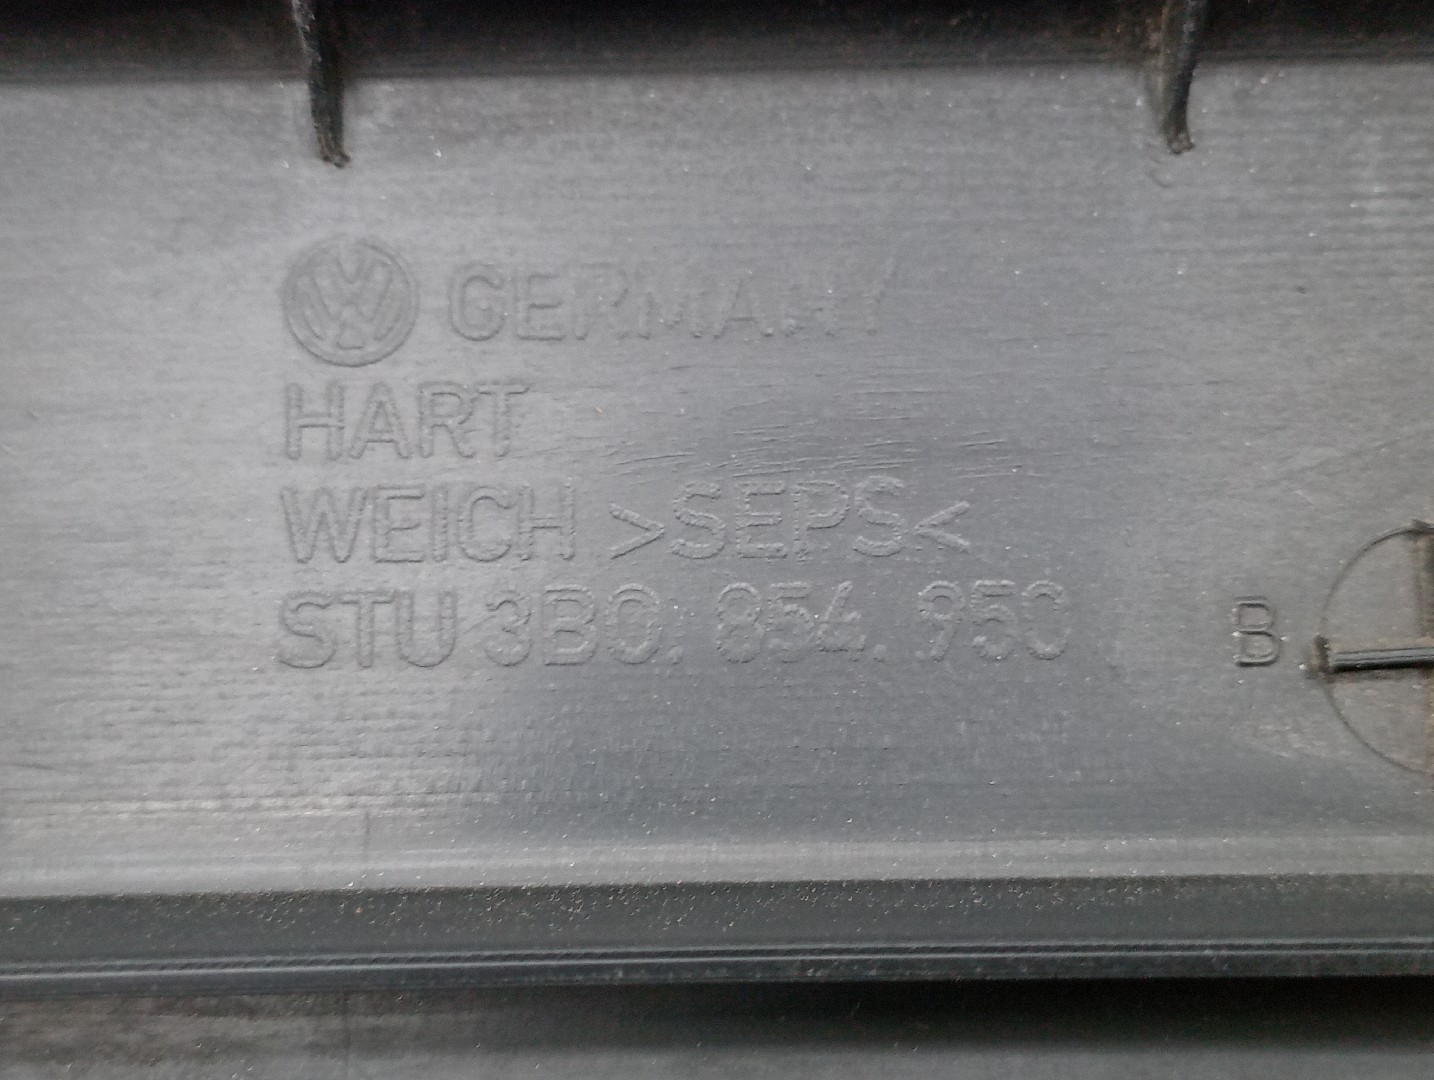 GERMANY
HART
WEICH >SEPS<
STU 3B0. 854. 950
B